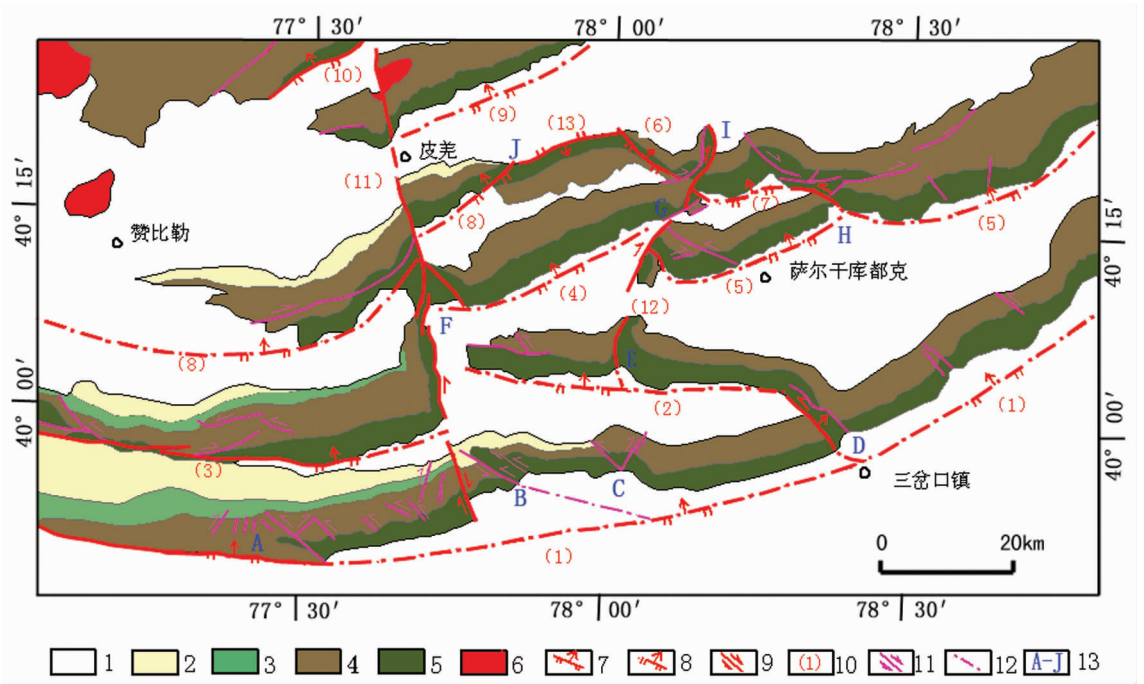 77° 30′ 78° 00′ 78° 30′
(10)
(9)
(13) (6) I
皮羌 J
40° 15′
(11)
(7)
赞比勒 (8) G (5)
H
40° 15′
萨尔干库都克
(4) (5)
(12)
F
(8) E
40° 00′
(2) (1)
40° 00′
D
(3)
三岔口镇
B C
A
(1)
0 20km
77° 30′ 78° 00′ 78° 30′
1 2 3 4 5 6 7 8 9 (1) 10 11 12 A-J 13